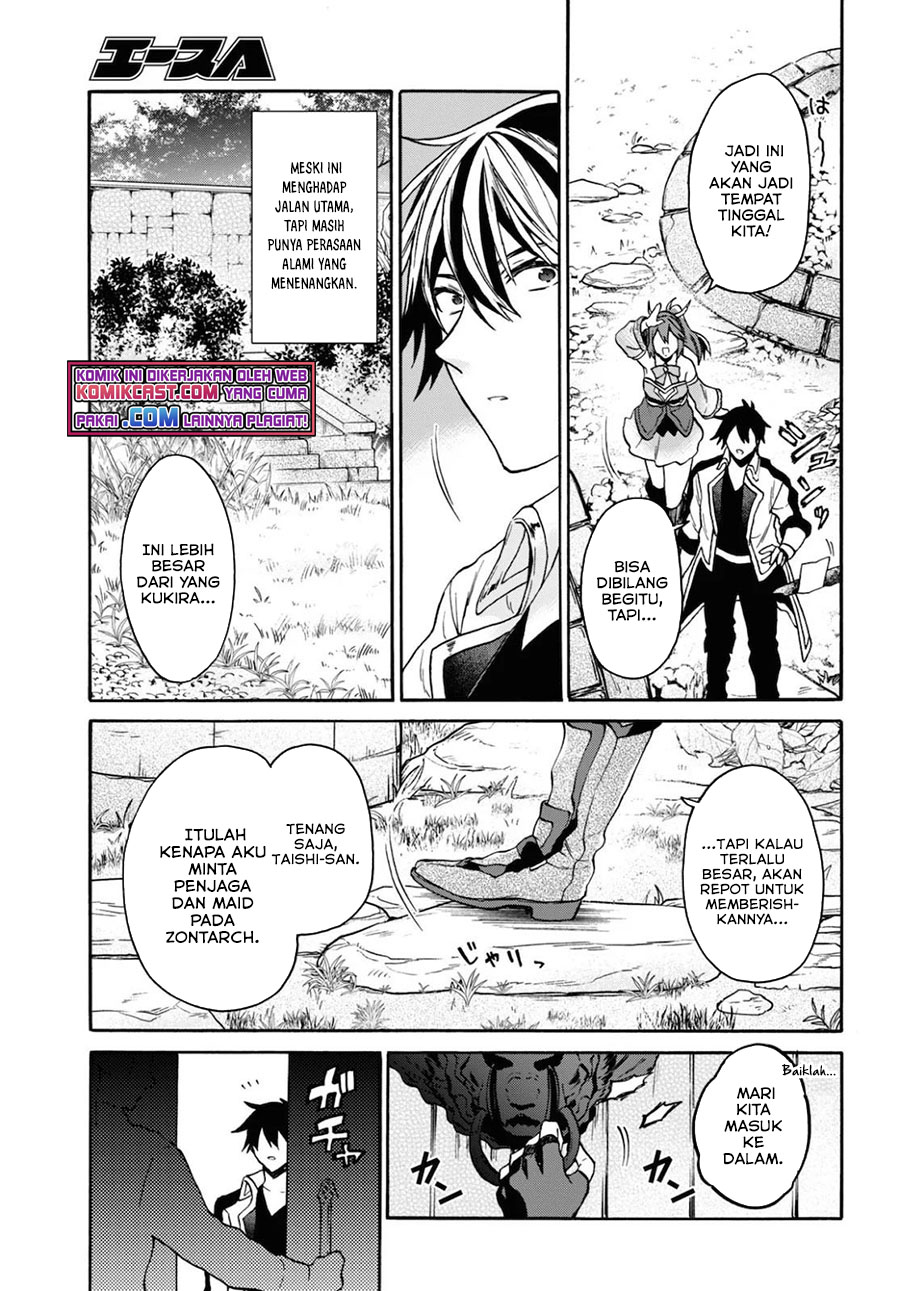 エースA
は
JADI INI
YANG
AKAN JADI
TEMPAT
TINGGAL
KITA!
ジュン
BISA
DIBILANG
BEGITU,
TAPI...
MESKI INI
MENGHADAP
JALAN UTAMA,
TAPI MASIH
PUNYA PERASAAN
ALAMI YANG
MENENANGKAN.
KOMIK INI DIKERJAKAN OLEH WEB
KOMIKCAST.COM YANG CUMA
PAKAI .COM LAINNYA PLAGIAT!
INI LEBIH
BESAR
DARI YANG
KUKIRA...
...TAPI KALAU
TERLALU
BESAR, AKAN
REPOT UNTUK
MEMBERISH-
KANNYA...
じゃりっ
TENANG
SAJA,
TAISHI-SAN.
ITULAH
KENAPA AKU
MINTA
PENJAGA
DAN MAID
PADA
ZONTARCH.
Baiklah...
MARI
KITA
MASUK
KE
DALAM.
カン
カン
ガチャ